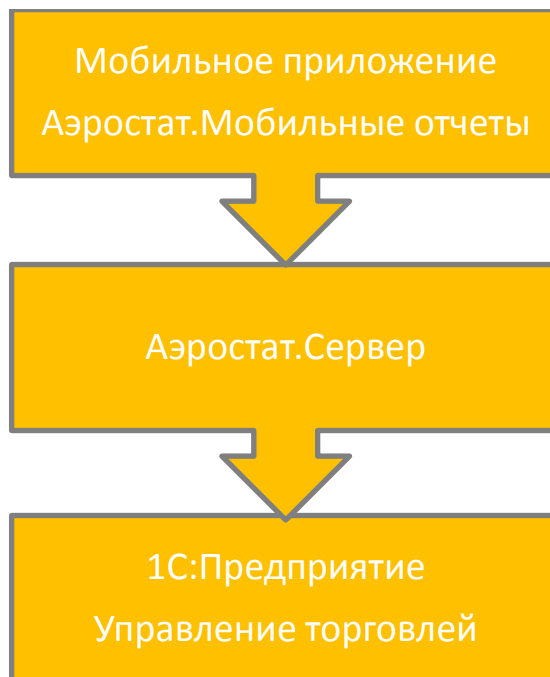 Мобильное приложение
Аэростат.Мобильные отчеты
Аэростат.Сервер
1С:Предприятие
Управление торговлей